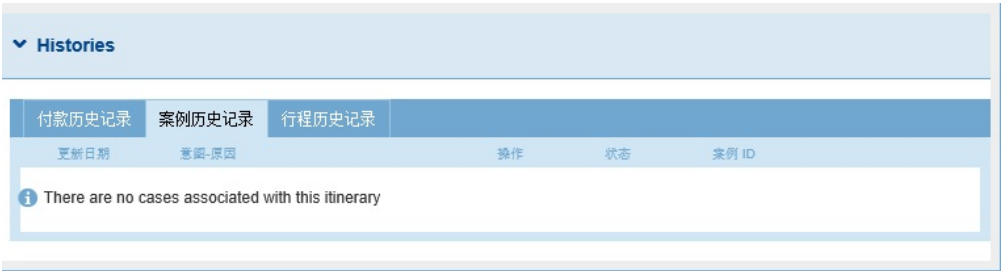 Histories
付款历史记录 案例历史记录 行程历史记录
更新日期 意图-原因 操作 状态 案例 ID
There are no cases associated with this itinerary